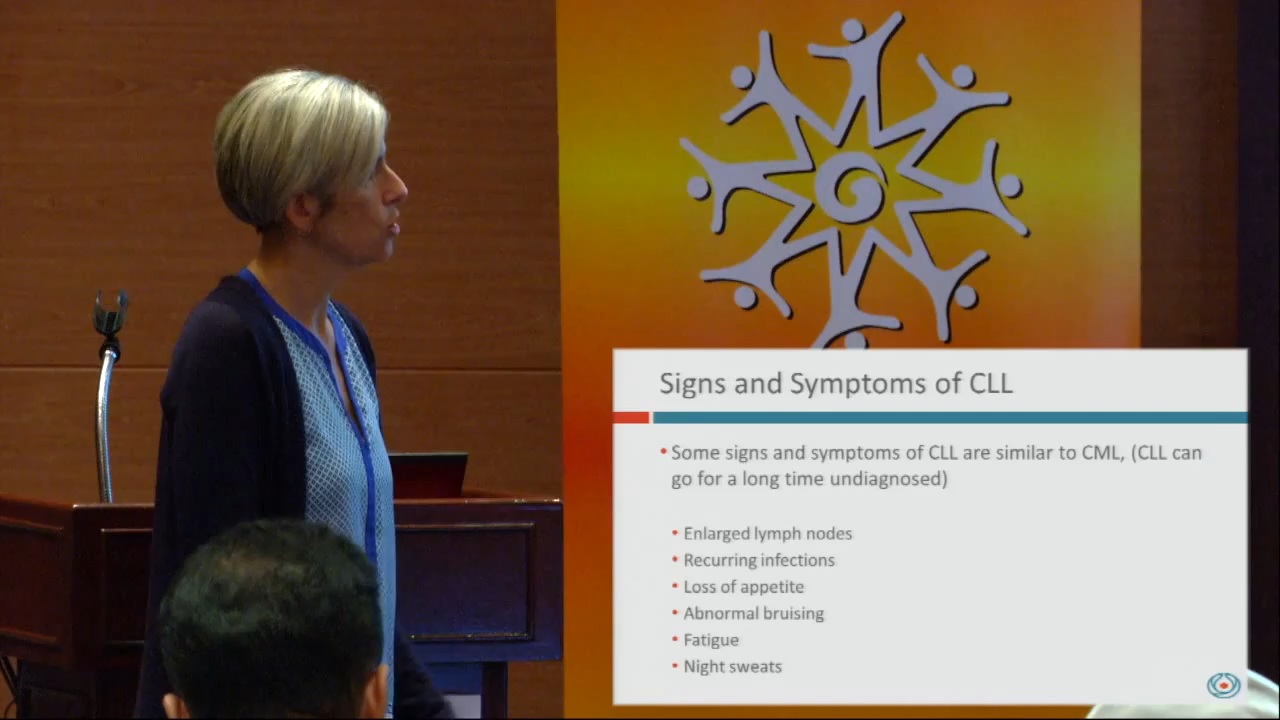 Signs and Symptoms of CLL
• Some signs and symptoms of CLL are similar to CML, (CLL can
go for a long time undiagnosed)
• Enlarged lymph nodes
• Recurring infections
• Loss of appetite
• Abnormal bruising
• Fatigue
• Night sweats